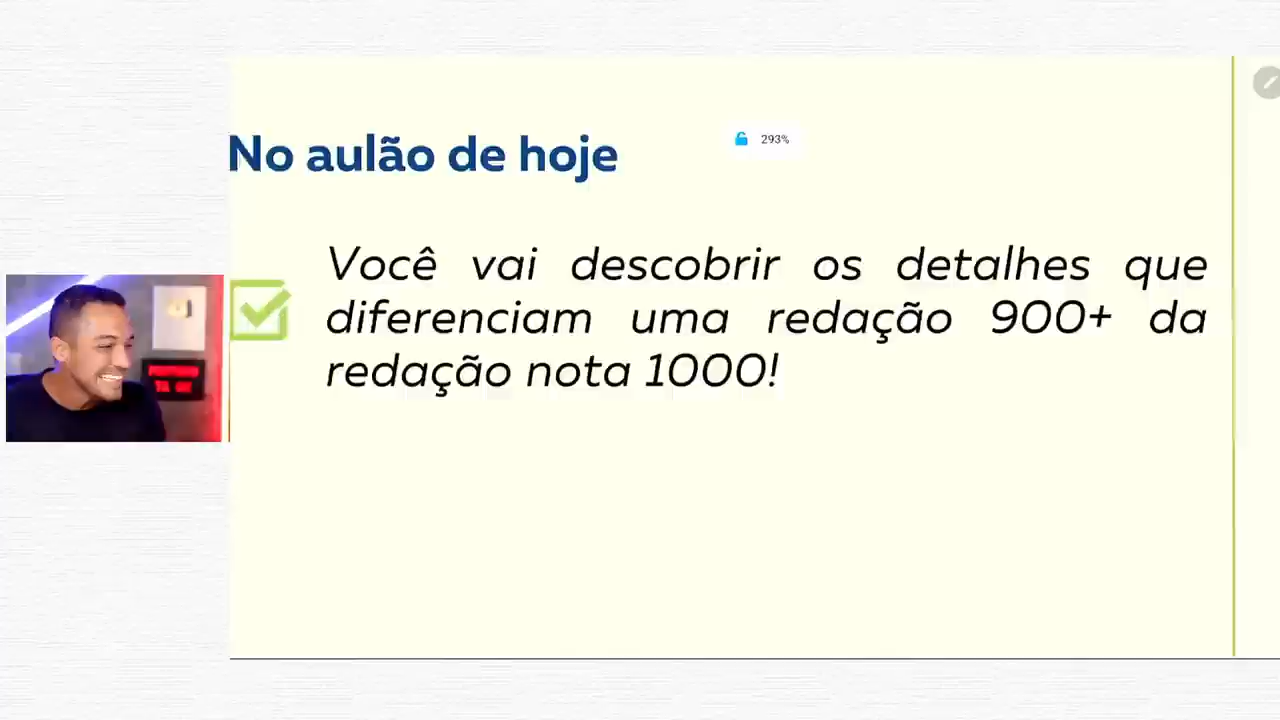 No aulão de hoje
293%
Você vai descobrir os detalhes que
diferenciam uma redação 900+ da
redação nota 1000!